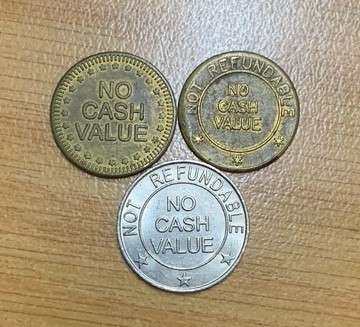 NO
CASH
VALUE
NOT REFUNDABLE
NO
CASH
VALUE
NOT REFUNDABLE
NO
CASH
VALUE